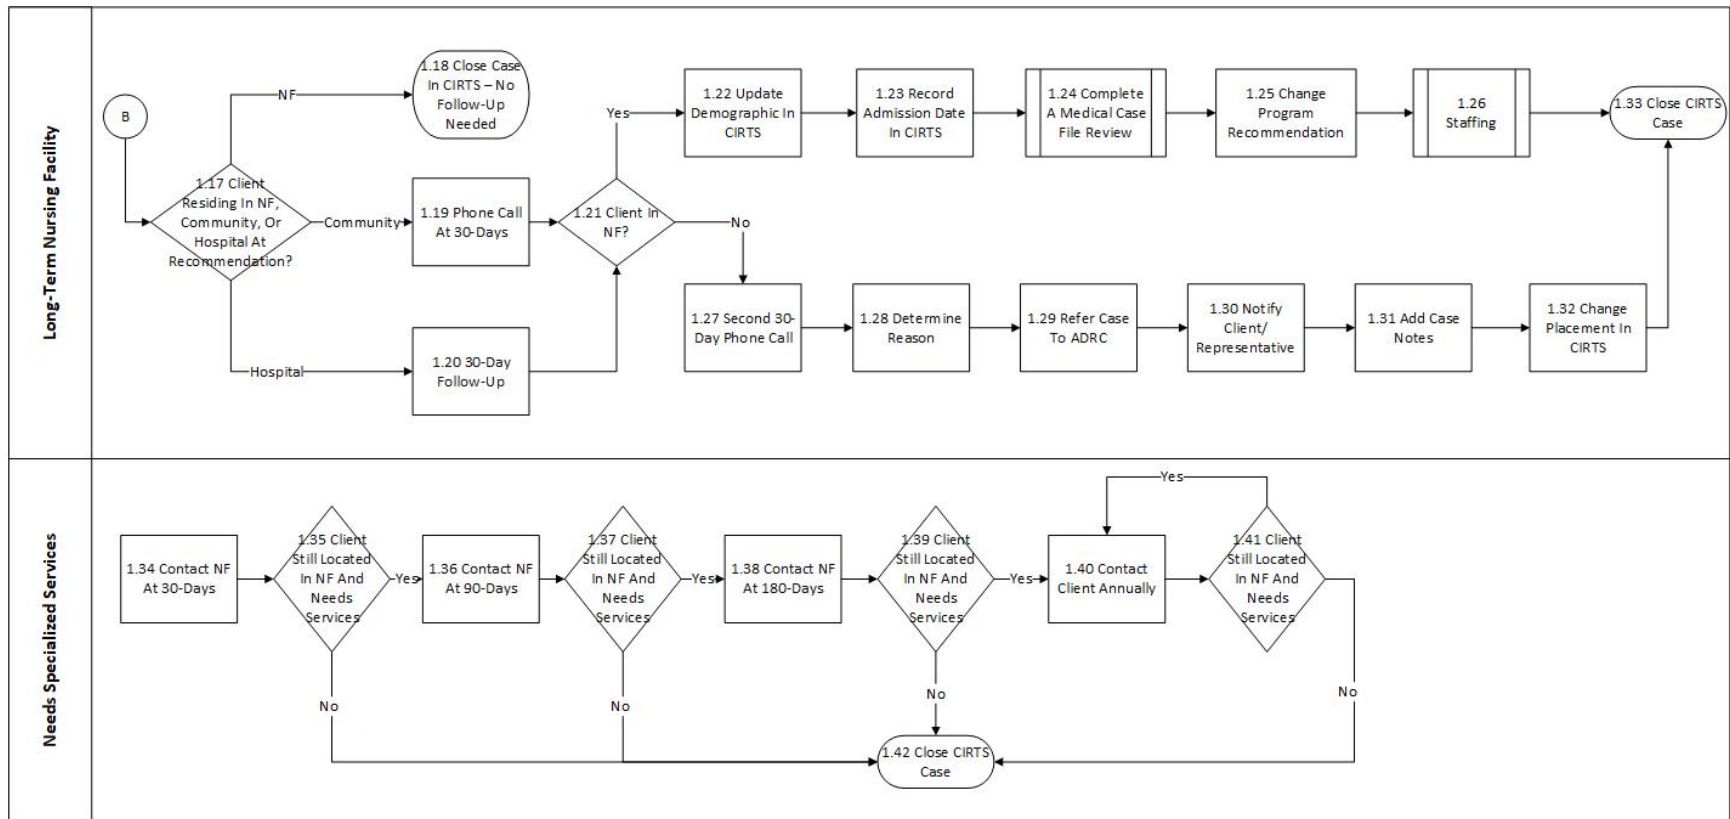 Long-Term Nursing Facility
B
1.17 Client
Residing In NF,
Community, Or
Hospital At
Recommendation?
NF
1.18 Close Case
In CIRTS – No
Follow-Up
Needed
Community
1.19 Phone Call
At 30-Days
Hospital
1.20 30-Day
Follow-Up
1.21 Client In
NF?
Yes
1.22 Update
Demographic In
CIRTS
1.23 Record
Admission Date
In CIRTS
1.24 Complete
A Medical Case
File Review
1.25 Change
Program
Recommendation
1.26
Staffing
1.33 Close CIRTS
Case
No
1.27 Second 30-
Day Phone Call
1.28 Determine
Reason
1.29 Refer Case
To ADRC
1.30 Notify
Client/
Representative
1.31 Add Case
Notes
1.32 Change
Placement In
CIRTS
Needs Specialized Services
1.34 Contact NF
At 30-Days
1.35 Client
Still Located
In NF And
Needs
Services
Yes
No
1.36 Contact NF
At 90-Days
1.37 Client
Still Located
In NF And
Needs
Services
Yes
No
1.38 Contact NF
At 180-Days
1.39 Client
Still Located
In NF And
Needs
Services
Yes
No
1.40 Contact
Client Annually
1.41 Client
Still Located
In NF And
Needs
Services
Yes
No
1.42 Close CIRTS
Case